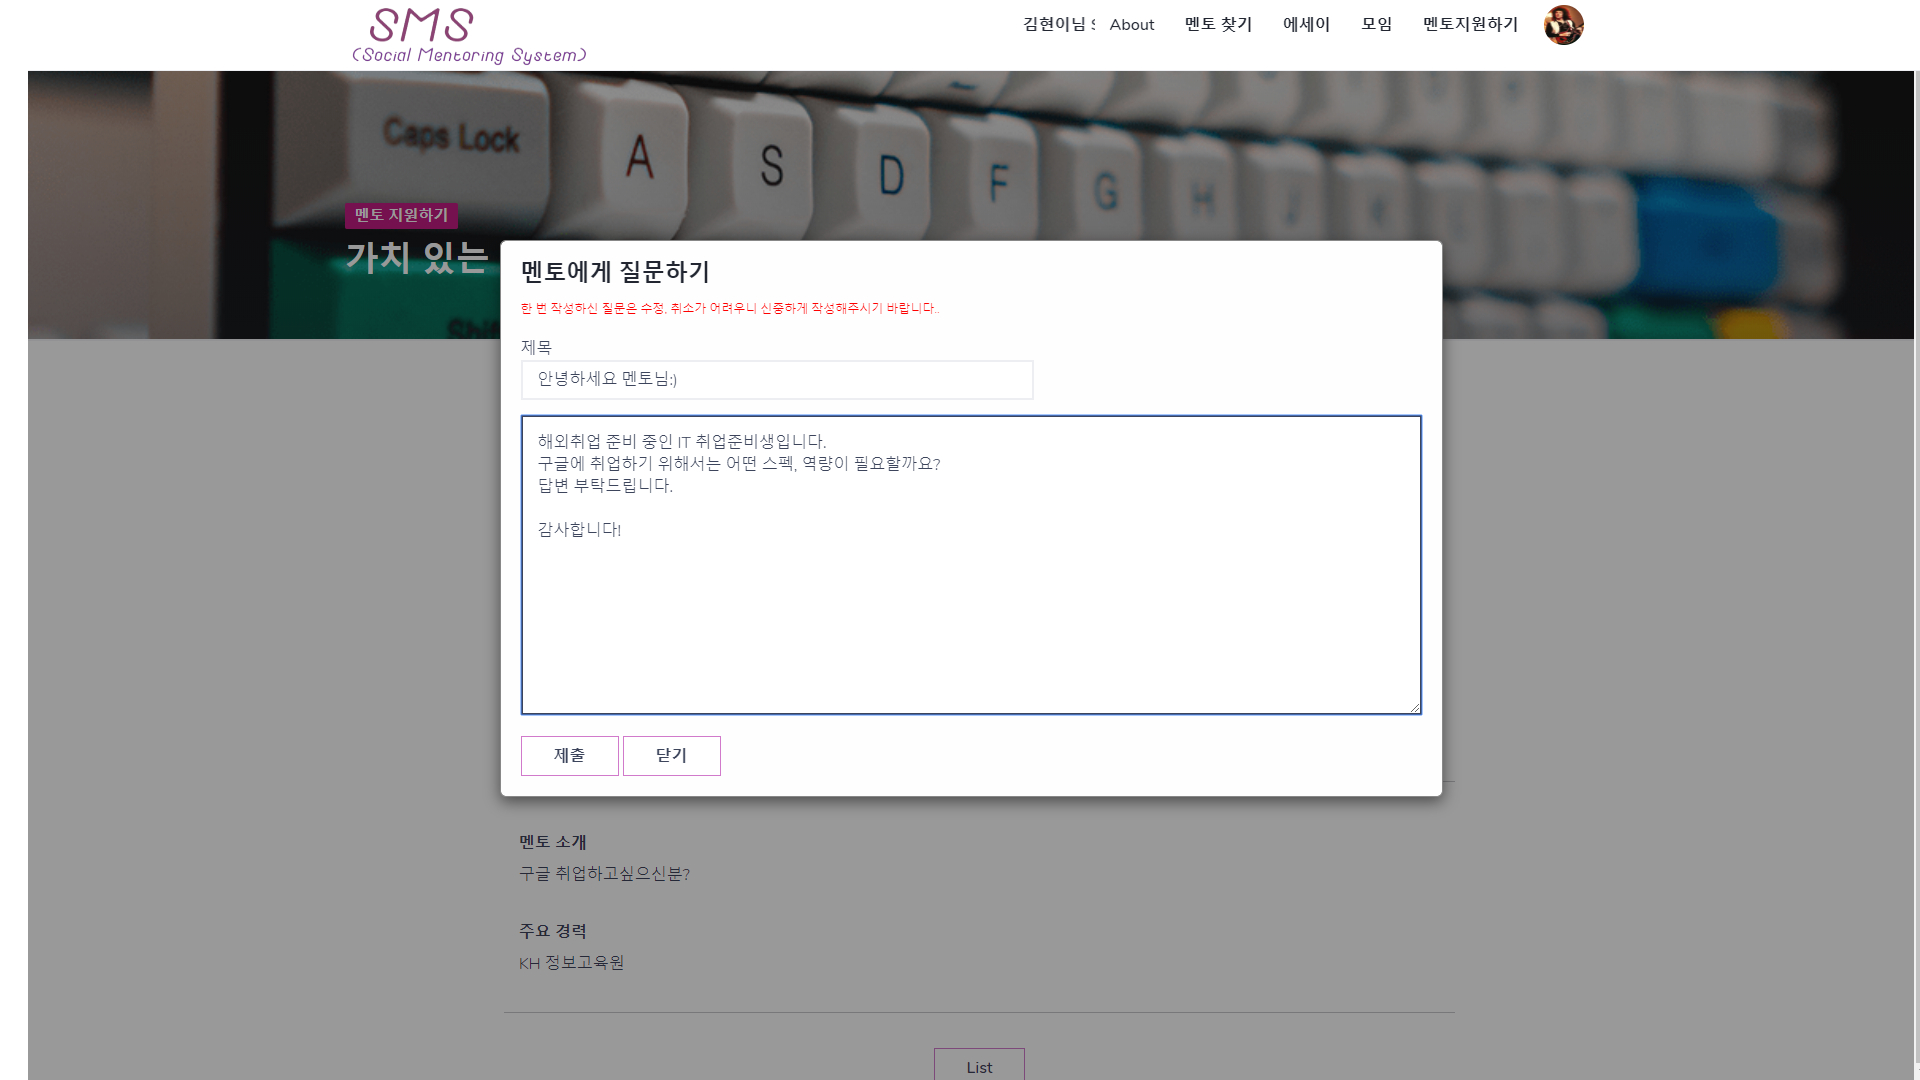 SMS
(Social Mentoring System)
김현이님 About 멘토 찾기 에세이 모임 멘토지원하기
Caps Lock A S D F G H
멘토 지원하기
가치 있는
Shift
멘토에게 질문하기
한 번 작성하신 질문은 수정, 취소가 어려우니 신중하게 작성해주시기 바랍니다..
제목
안녕하세요 멘토님:)
해외취업 준비 중인 IT 취업준비생입니다.
구글에 취업하기 위해서는 어떤 스펙, 역량이 필요할까요?
답변 부탁드립니다.
감사합니다!
제출 닫기
멘토 소개
구글 취업하고싶으신분?
주요 경력
KH 정보고육원
List